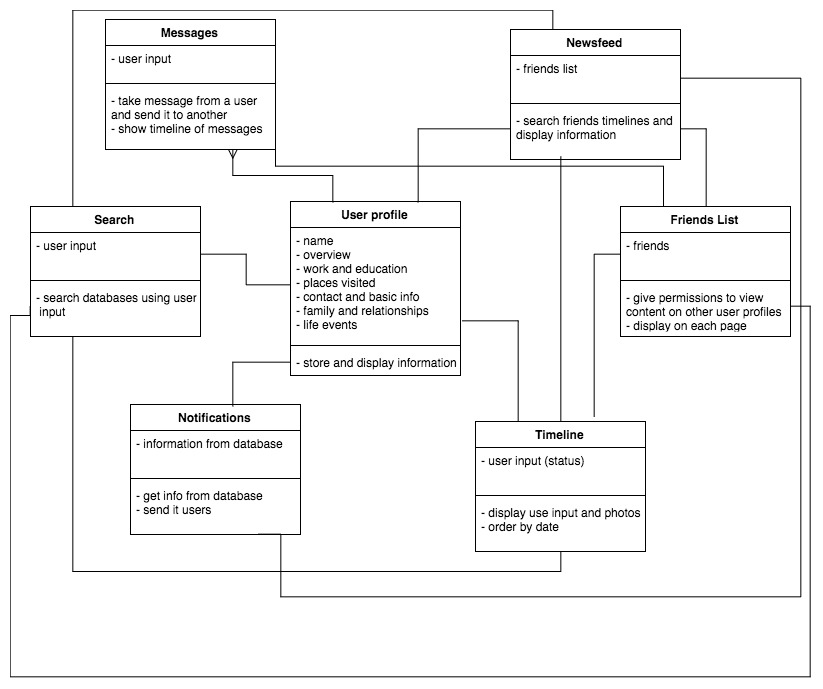 Messages
- user input
- take message from a user
and send it to another
- show timeline of messages
Newsfeed
- friends list
- search friends timelines and
display information
Search
- user input
- search databases using user
input
User profile
- name
- overview
- work and education
- places visited
- contact and basic info
- family and relationships
- life events
- store and display information
Friends List
- friends
- give permissions to view
content on other user profiles
- display on each page
Notifications
- information from database
- get info from database
- send it users
Timeline
- user input (status)
- display use input and photos
- order by date